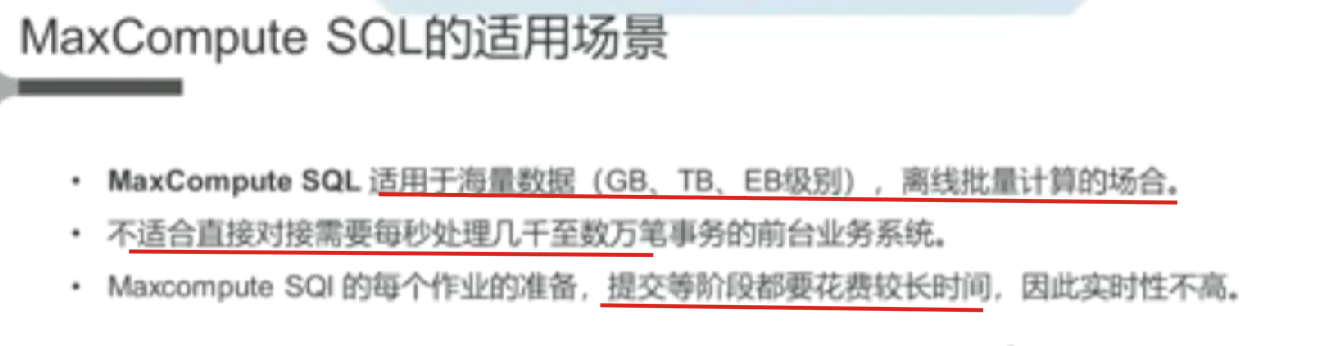 MaxCompute SQL的适用场景
• MaxCompute SQL 适用于海量数据（GB、TB、EB级别），离线批量计算的场合。
• 不适合直接对接需要每秒处理几千至数万笔事务的前台业务系统。
• Maxcompute SQl 的每个作业的准备，提交等阶段都要花费较长时间，因此实时性不高。